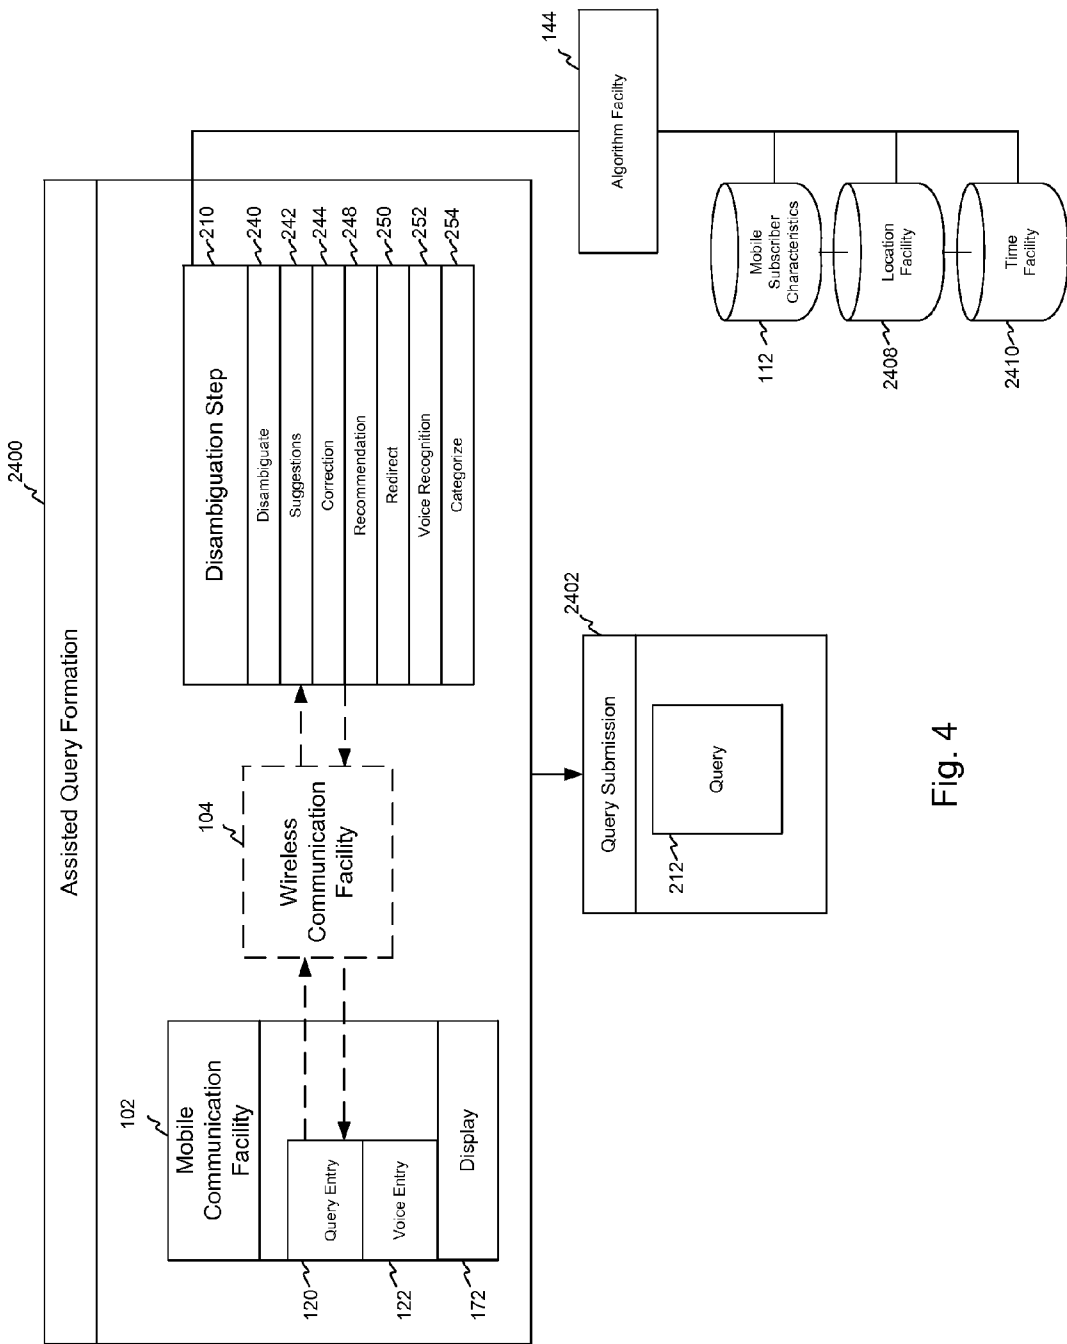 2400
Assisted Query Formation
102
Mobile
Communication
Facility
Query Entry
Voice Entry
Display
120
122
172
104
Wireless
Communication
Facility
Disambiguation Step
Disambiguate
Suggestions
Correction
Recommendation
Redirect
Voice Recognition
Categorize
210
240
242
244
248
250
252
254
144
Algorithm Facilty
Mobile
Subscriber
Characteristics
112
Location
Facility
2408
Time
Facility
2410
2402
Query Submission
Query
212
Fig. 4